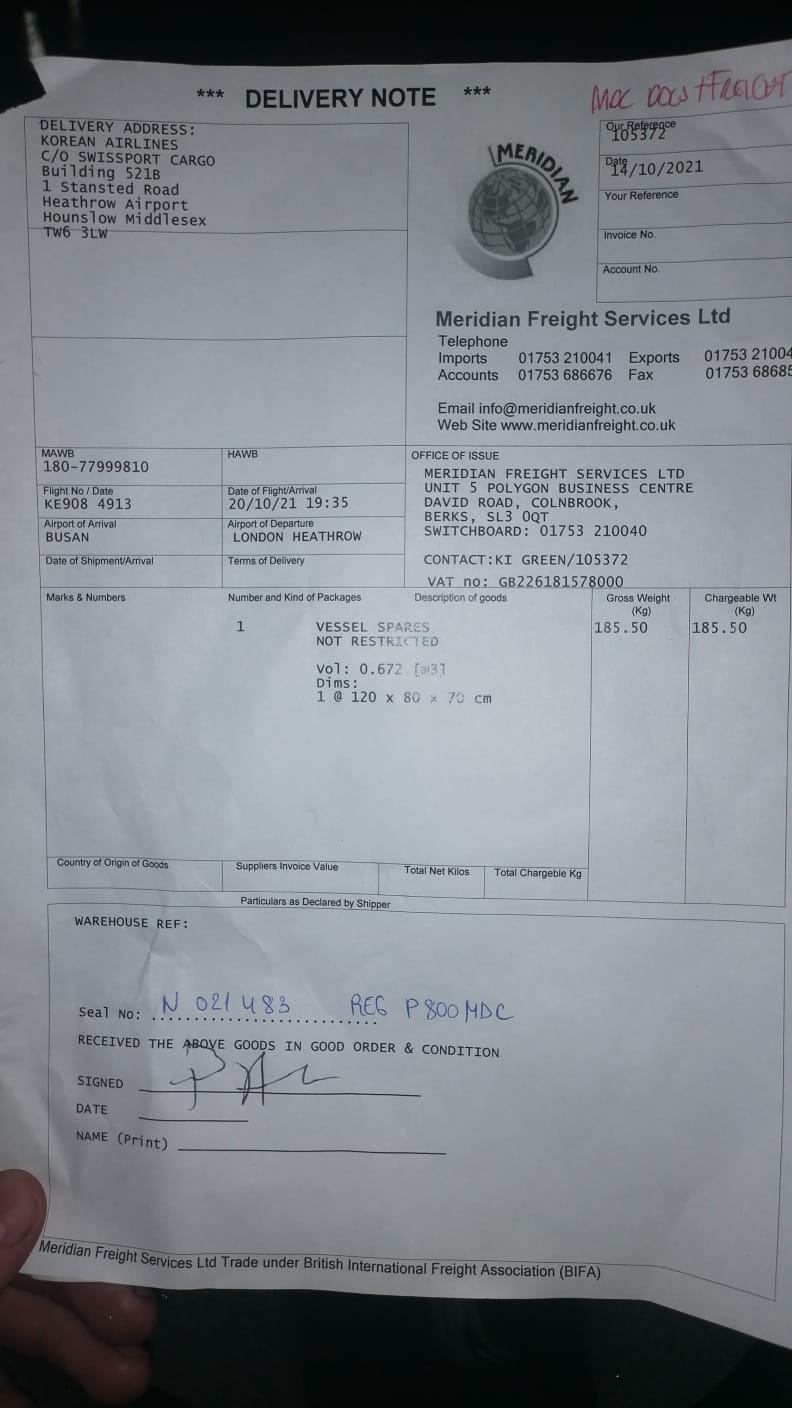 *** DELIVERY NOTE ***
MDC DOCS + FREIGHT
DELIVERY ADDRESS:
KOREAN AIRLINES
C/O SWISSPORT CARGO
Building 521B
1 Stansted Road
Heathrow Airport
Hounslow Middlesex
TW6 3LW
MERIDIAN
Our Reference
105372
Date
14/10/2021
Your Reference
Invoice No.
Account No.
Meridian Freight Services Ltd
Telephone
Imports 01753 210041 Exports 01753 21004
Accounts 01753 686676 Fax 01753 68685
Email info@meridianfreight.co.uk
Web Site www.meridianfreight.co.uk
MAWB
180-77999810
HAWB
Flight No / Date
KE908 4913
Date of Flight/Arrival
20/10/21 19:35
Airport of Arrival
BUSAN
Airport of Departure
LONDON HEATHROW
Date of Shipment/Arrival
Terms of Delivery
OFFICE OF ISSUE
MERIDIAN FREIGHT SERVICES LTD
UNIT 5 POLYGON BUSINESS CENTRE
DAVID ROAD, COLNBROOK,
BERKS, SL3 0QT
SWITCHBOARD: 01753 210040
CONTACT:KI GREEN/105372
VAT no: GB226181578000
Marks & Numbers
Number and Kind of Packages
Description of goods
Gross Weight
(Kg)
Chargeable Wt
(Kg)
1 VESSEL SPARES 185.50 185.50
NOT RESTRICTED
Vol: 0.672 [m3]
Dims:
1 @ 120 x 80 x 70 cm
Country of Origin of Goods
Suppliers Invoice Value
Total Net Kilos
Total Chargeble Kg
Particulars as Declared by Shipper
WAREHOUSE REF:
Seal No: N 021483 REG P800MDC
RECEIVED THE ABOVE GOODS IN GOOD ORDER & CONDITION
SIGNED
DATE
NAME (Print)
Meridian Freight Services Ltd Trade under British International Freight Association (BIFA)